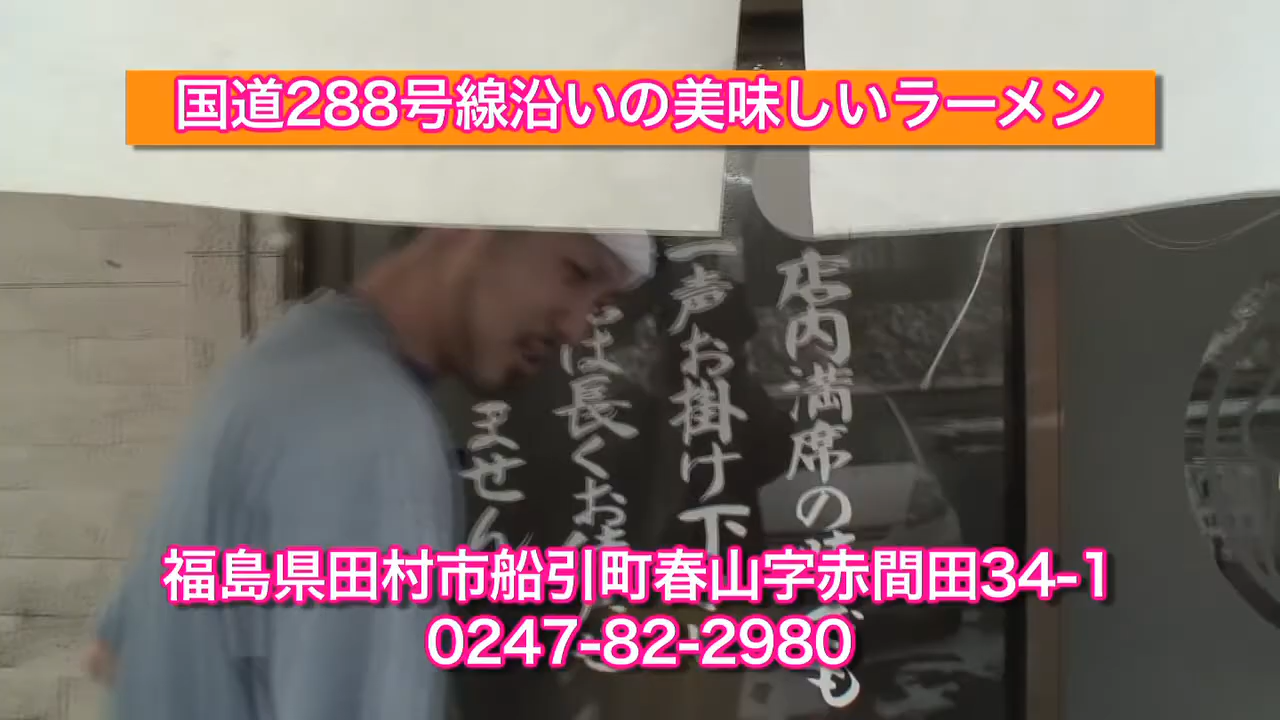 国道288号線沿いの美味しいラーメン
店内満席の
一声お掛け下
は長くお
ません
福島県田村市船引町春山字赤間田34-1
0247-82-2980